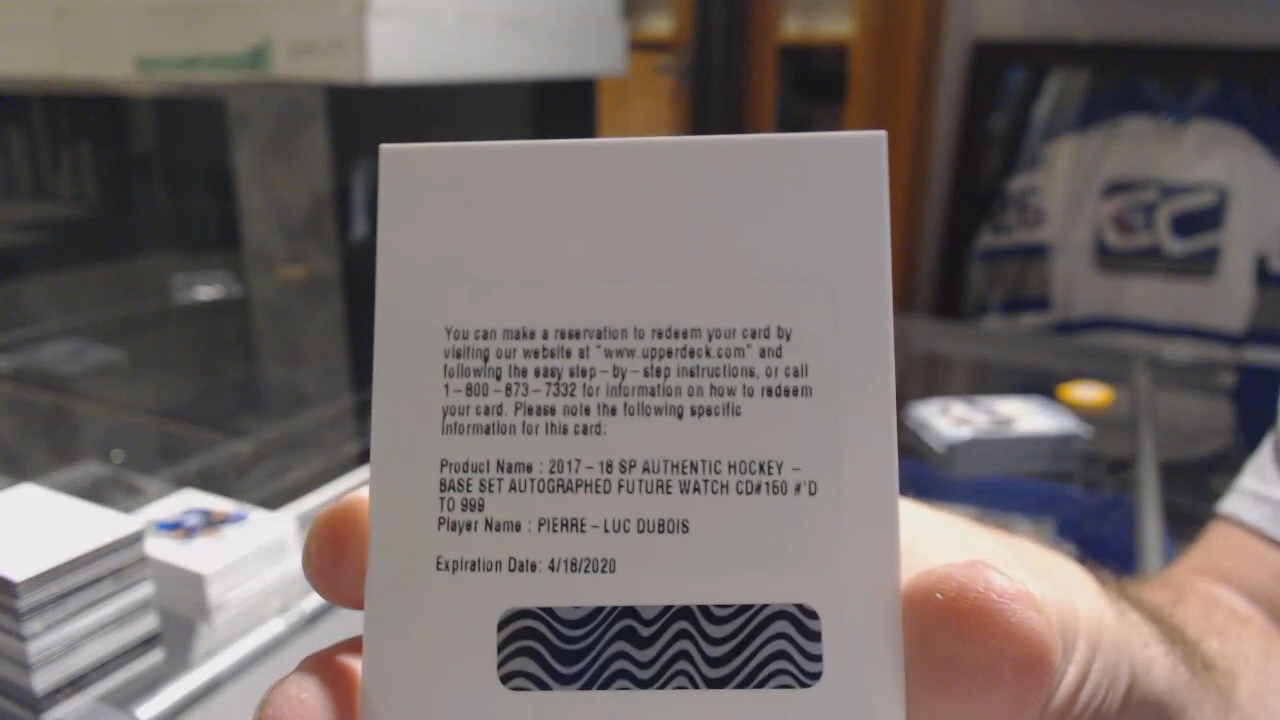 You can make a reservation to redeem your card by
visiting our website at "www.upperdeck.com" and
following the easy step-by-step instructions, or call
1-800-873-7332 for information on how to redeem
your card. Please note the following specific
information for this card:
Product Name : 2017-18 SP AUTHENTIC HOCKEY -
BASE SET AUTOGRAPHED FUTURE WATCH CD#150 #'D
TO 999
Player Name : PIERRE-LUC DUBOIS
Expiration Date: 4/18/2020